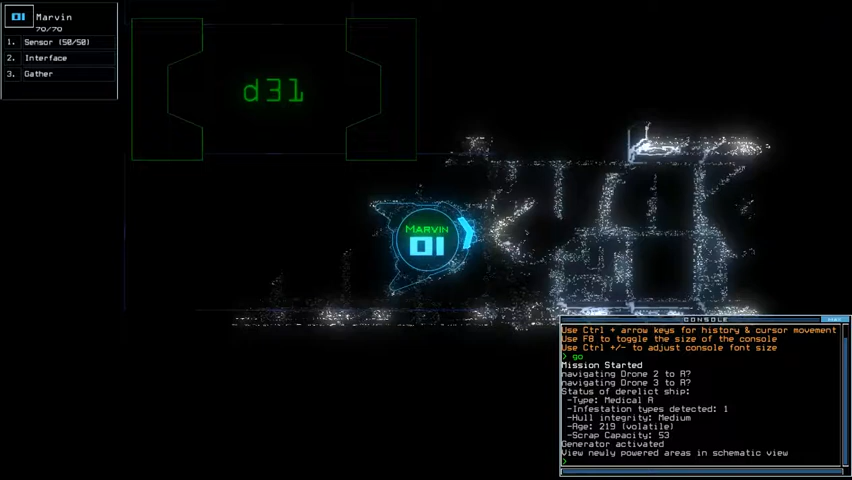 01 Marvin
70/70
1. Sensor (50/50)
2. Interface
3. Gather
d31
MARVIN
01
CONSOLE MAX
Use Ctrl + arrow keys for history & cursor movement
Use F8 to toggle the size of the console
Use Ctrl +/- to adjust console font size
> go
Mission Started
navigating Drone 2 to A?
navigating Drone 3 to A?
Status of derelict ship:
-Type: Medical A
-Infestation types detected: 1
-Hull integrity: Medium
-Age: 219 (volatile)
-Scrap Capacity: 53
Generator activated
View newly powered areas in schematic view
>